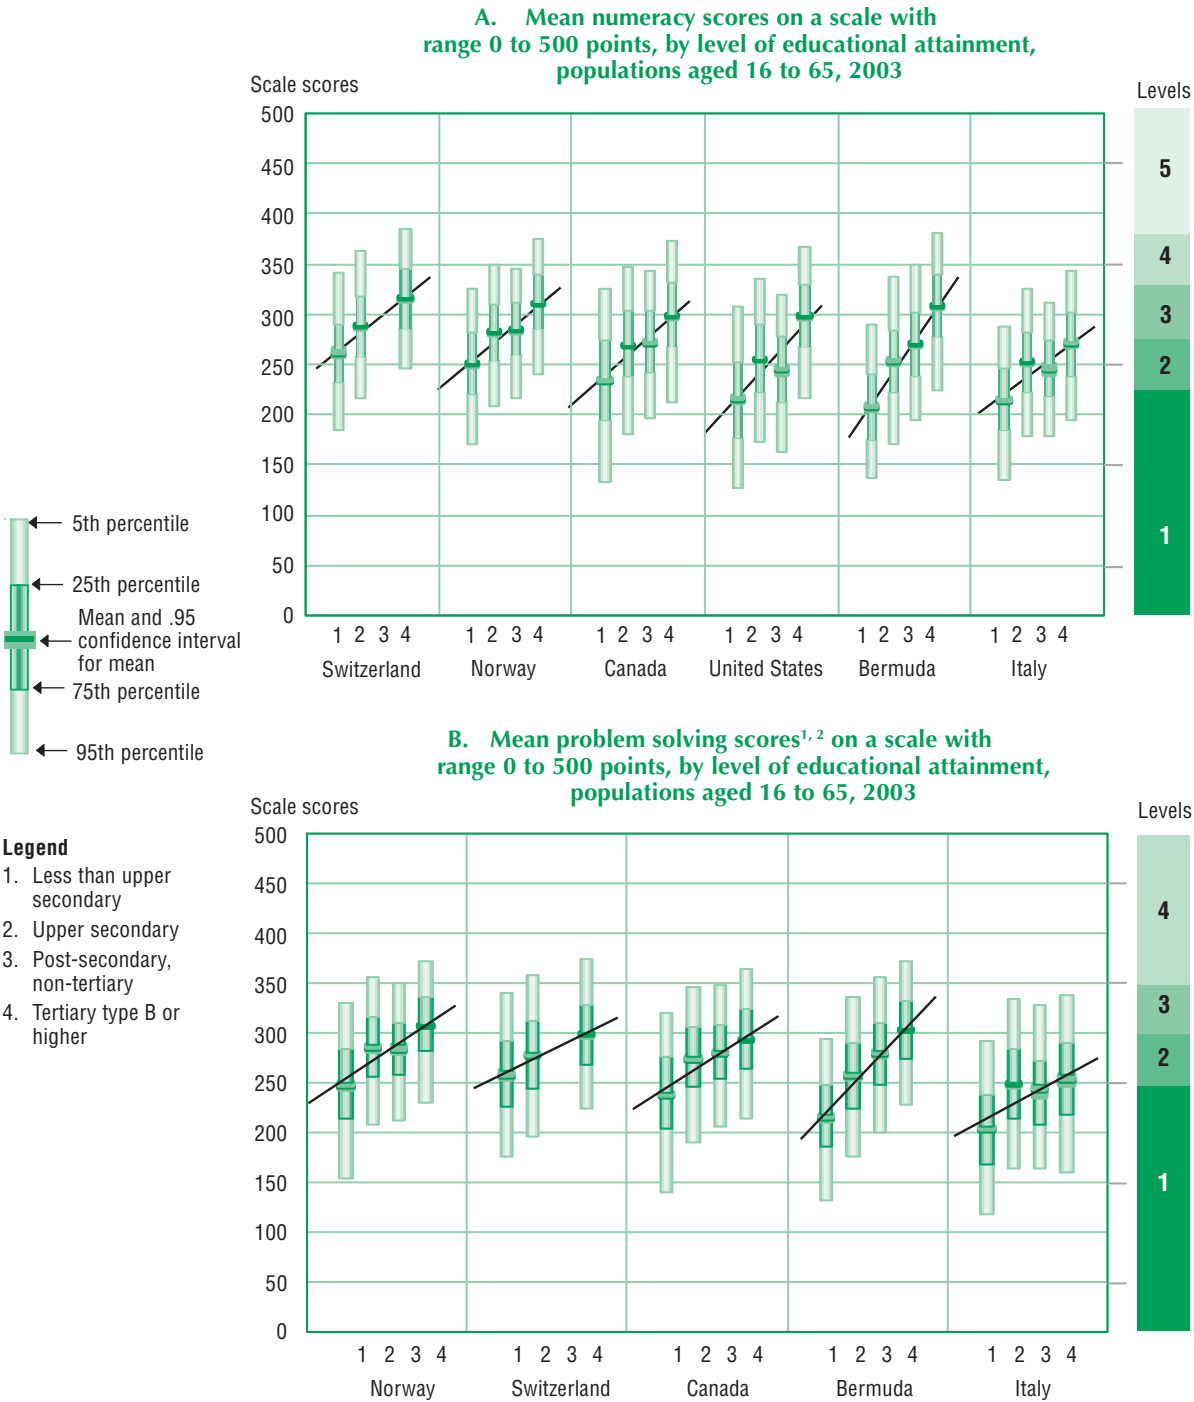 A. Mean numeracy scores on a scale with
range 0 to 500 points, by level of educational attainment,
populations aged 16 to 65, 2003
Scale scores
Levels
500
450
400
350
300
250
200
150
100
50
0
5
4
3
2
1
1 2 3 4
1 2 3 4
1 2 3 4
1 2 3 4
1 2 3 4
1 2 3 4
Switzerland
Norway
Canada
United States
Bermuda
Italy
5th percentile
25th percentile
Mean and .95
confidence interval
for mean
75th percentile
95th percentile
B. Mean problem solving scores1, 2 on a scale with
range 0 to 500 points, by level of educational attainment,
populations aged 16 to 65, 2003
Scale scores
Levels
500
450
400
350
300
250
200
150
100
50
0
4
3
2
1
1 2 3 4
1 2 3 4
1 2 3 4
1 2 3 4
1 2 3 4
Norway
Switzerland
Canada
Bermuda
Italy
Legend
1. Less than upper
secondary
2. Upper secondary
3. Post-secondary,
non-tertiary
4. Tertiary type B or
higher